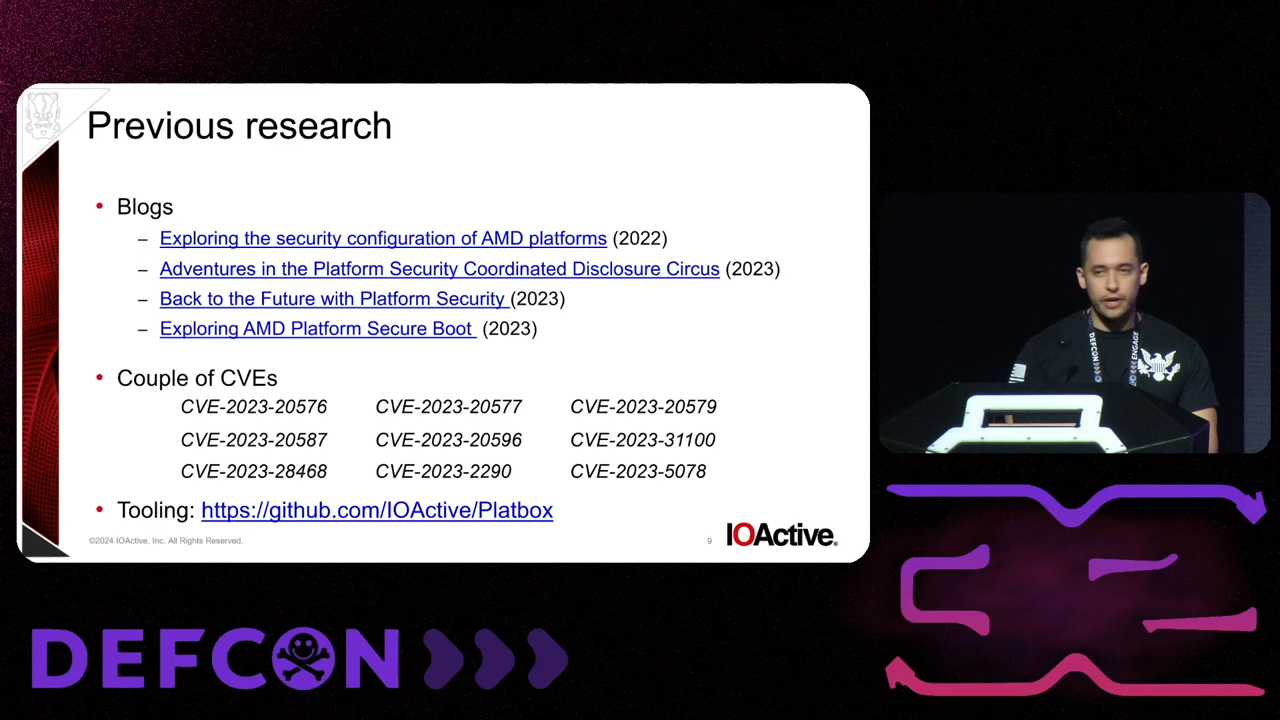 Previous research
• Blogs
– Exploring the security configuration of AMD platforms (2022)
– Adventures in the Platform Security Coordinated Disclosure Circus (2023)
– Back to the Future with Platform Security (2023)
– Exploring AMD Platform Secure Boot (2023)
• Couple of CVEs
CVE-2023-20576 CVE-2023-20577 CVE-2023-20579
CVE-2023-20587 CVE-2023-20596 CVE-2023-31100
CVE-2023-28468 CVE-2023-2290 CVE-2023-5078
• Tooling: https://github.com/IOActive/Platbox
©2024 IOActive, Inc. All Rights Reserved.
9
IOActive.
DEFCON
ENGAGE
DEFCON